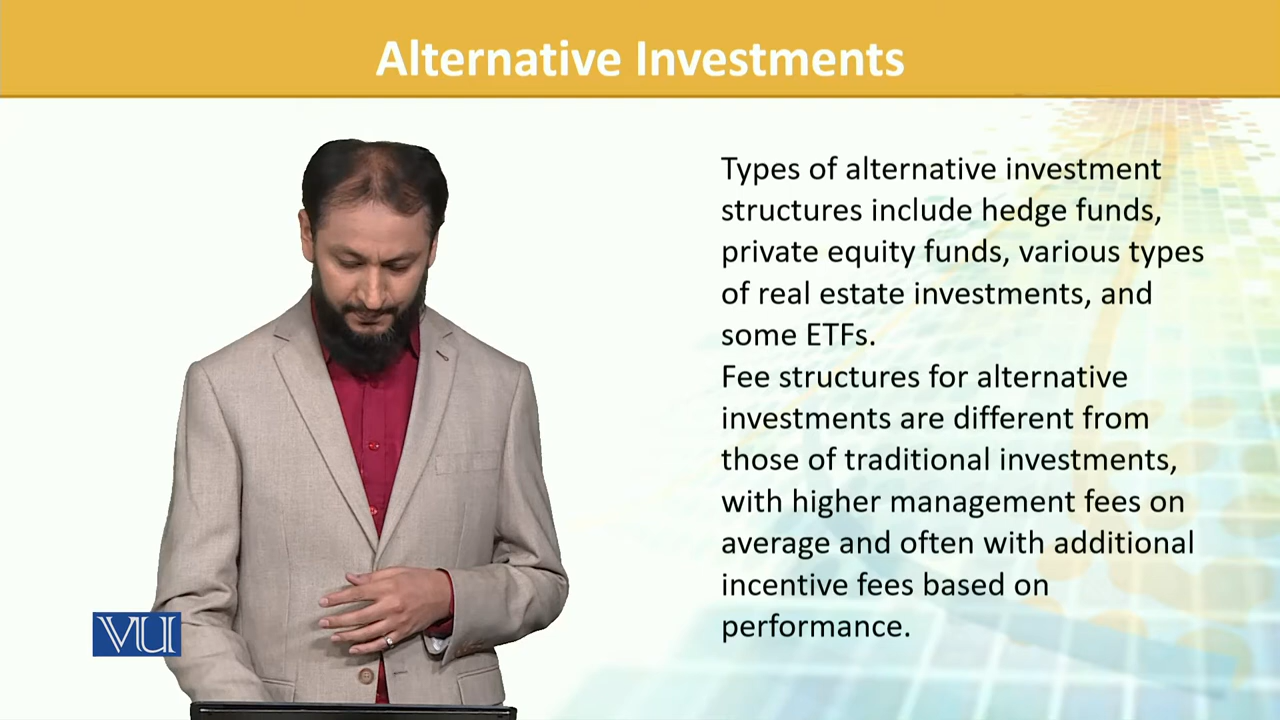 Alternative Investments
Types of alternative investment
structures include hedge funds,
private equity funds, various types
of real estate investments, and
some ETFs.
Fee structures for alternative
investments are different from
those of traditional investments,
with higher management fees on
average and often with additional
incentive fees based on
performance.
VU